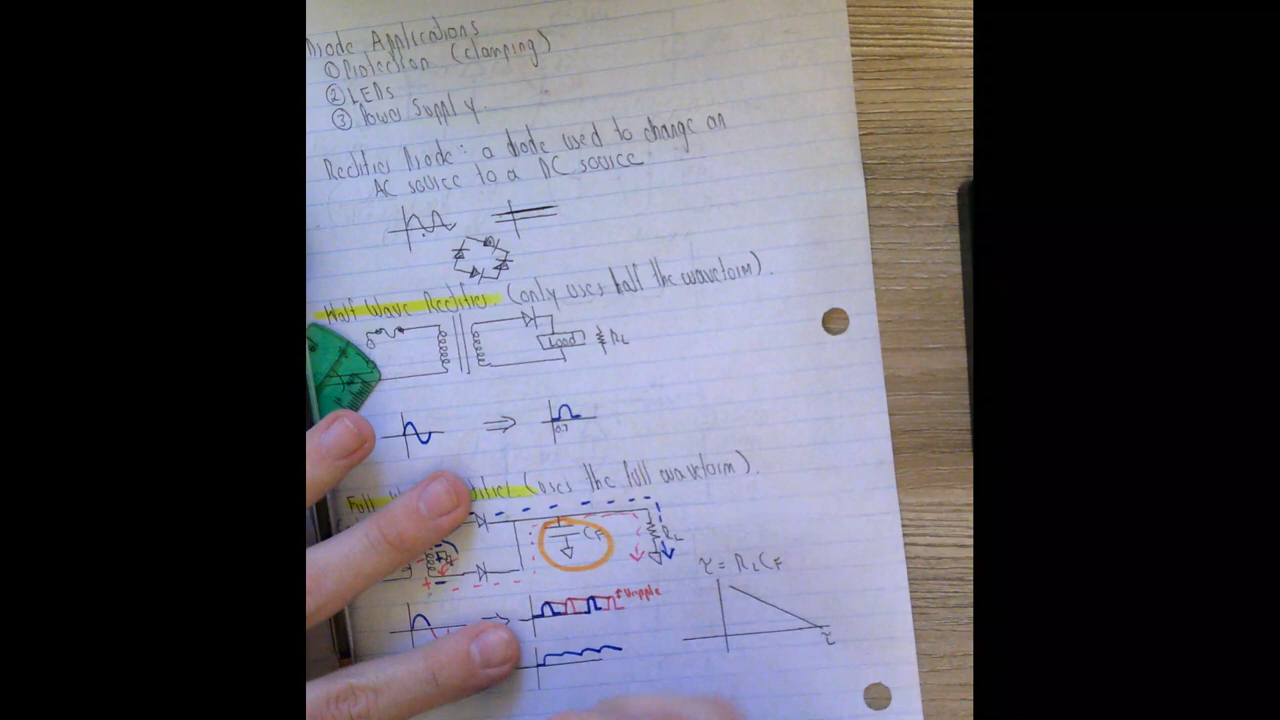 Diode Applications
① Protection (clamping)
② LEDs
③ Power Supply.
Rectifier Diode: a diode used to change an
AC source to a DC source
Half Wave Rectifier (only uses half the waveform).
Load RL
0.7
Full (uses the full waveform).
CF RL
τ = RLCF
Vripple
τ